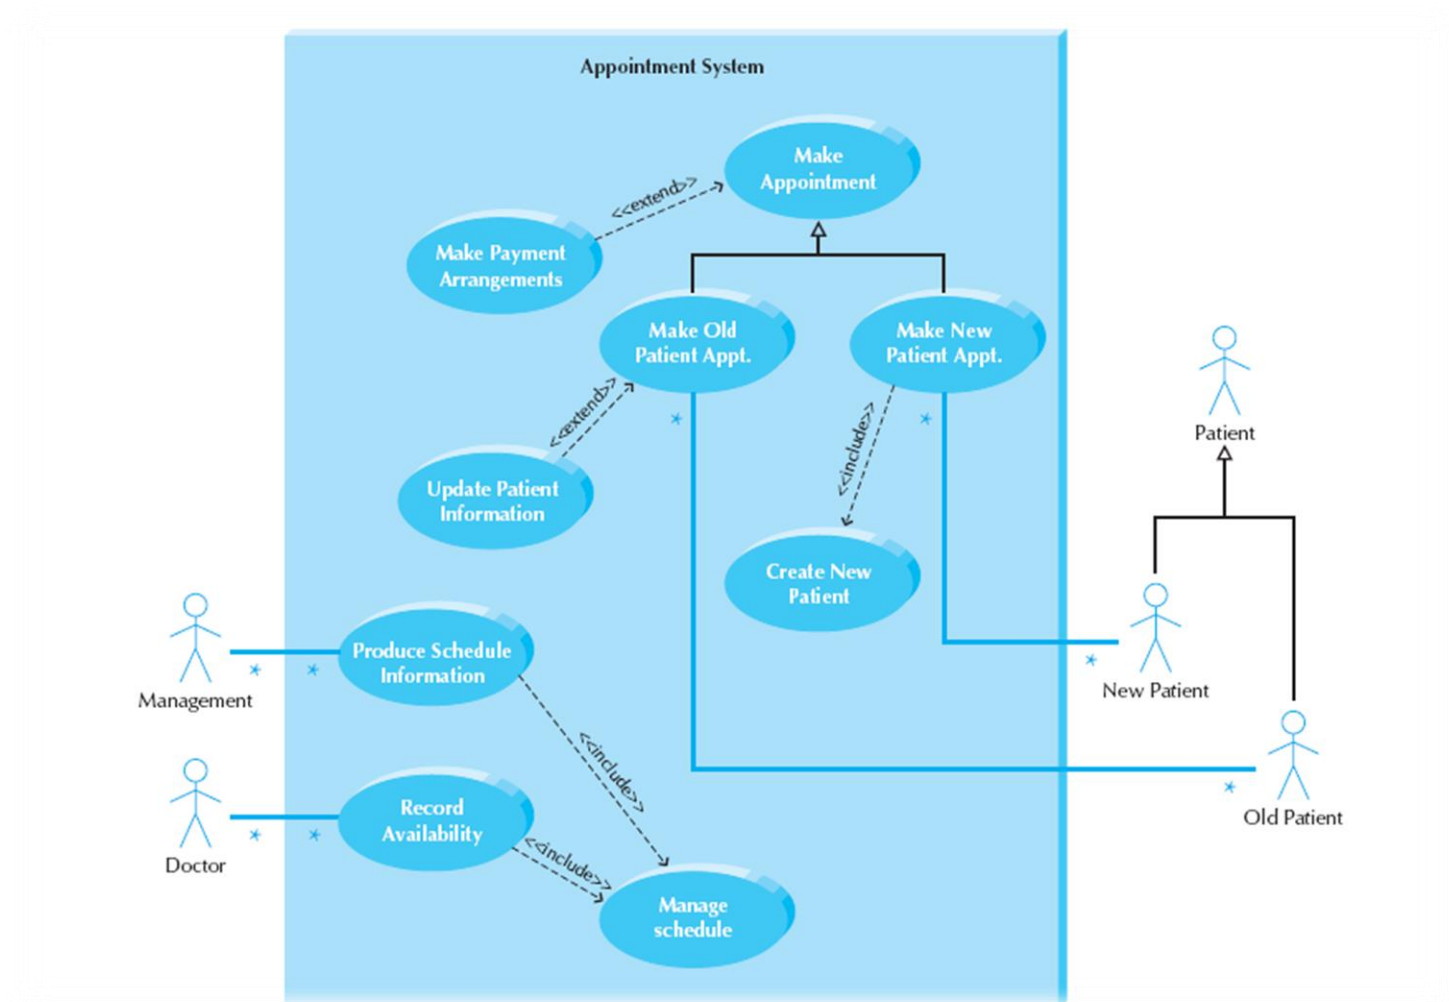 Appointment System
Make
Appointment
<<extend>>
Make Payment
Arrangements
Make Old
Patient Appt.
Make New
Patient Appt.
<<extend>>
*
<<include>>
*
Patient
Update Patient
Information
Create New
Patient
Management
*
*
Produce Schedule
Information
*
New Patient
<<include>>
Doctor
*
*
Record
Availability
<<include>>
*
Old Patient
Manage
schedule